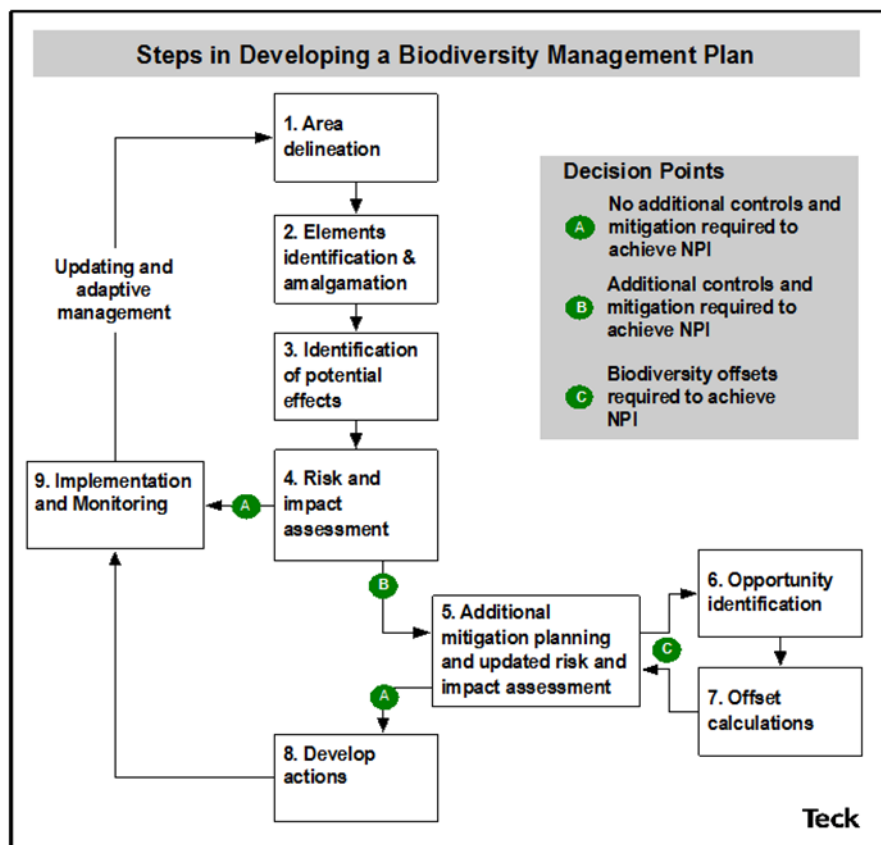 Steps in Developing a Biodiversity Management Plan
1. Area
delineation
2. Elements
identification &
amalgamation
3. Identification
of potential
effects
4. Risk and
impact
assessment
Updating and
adaptive
management
9. Implementation
and Monitoring
A
B
5. Additional
mitigation planning
and updated risk and
impact assessment
C
6. Opportunity
identification
7. Offset
calculations
A
8. Develop
actions
Decision Points
A
No additional controls and
mitigation required to
achieve NPI
B
Additional controls and
mitigation required to
achieve NPI
C
Biodiversity offsets
required to achieve
NPI
Teck